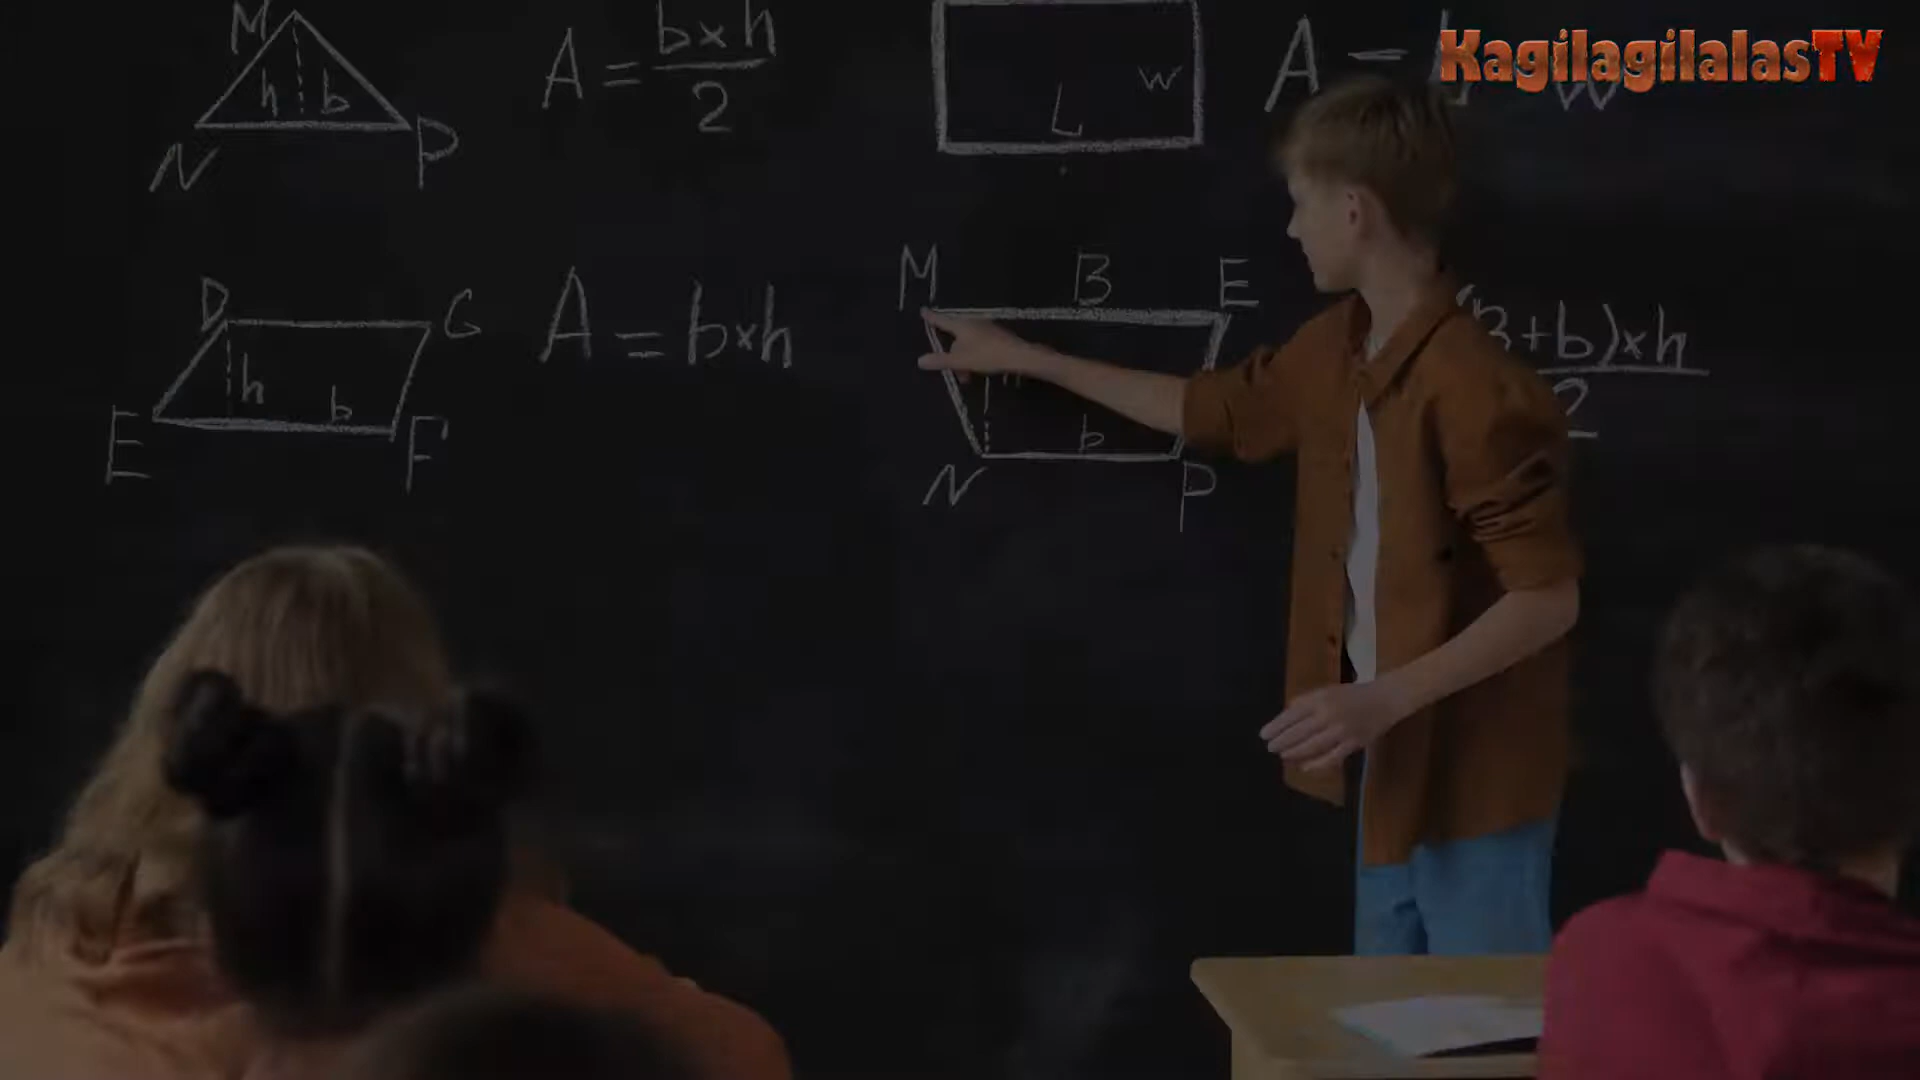 M
h b
N P
A = b×h
2
L W
A =
KagilagilalasTV
D G
h b
E F
A = b×h
M B E
b
N P
+b)×h
2